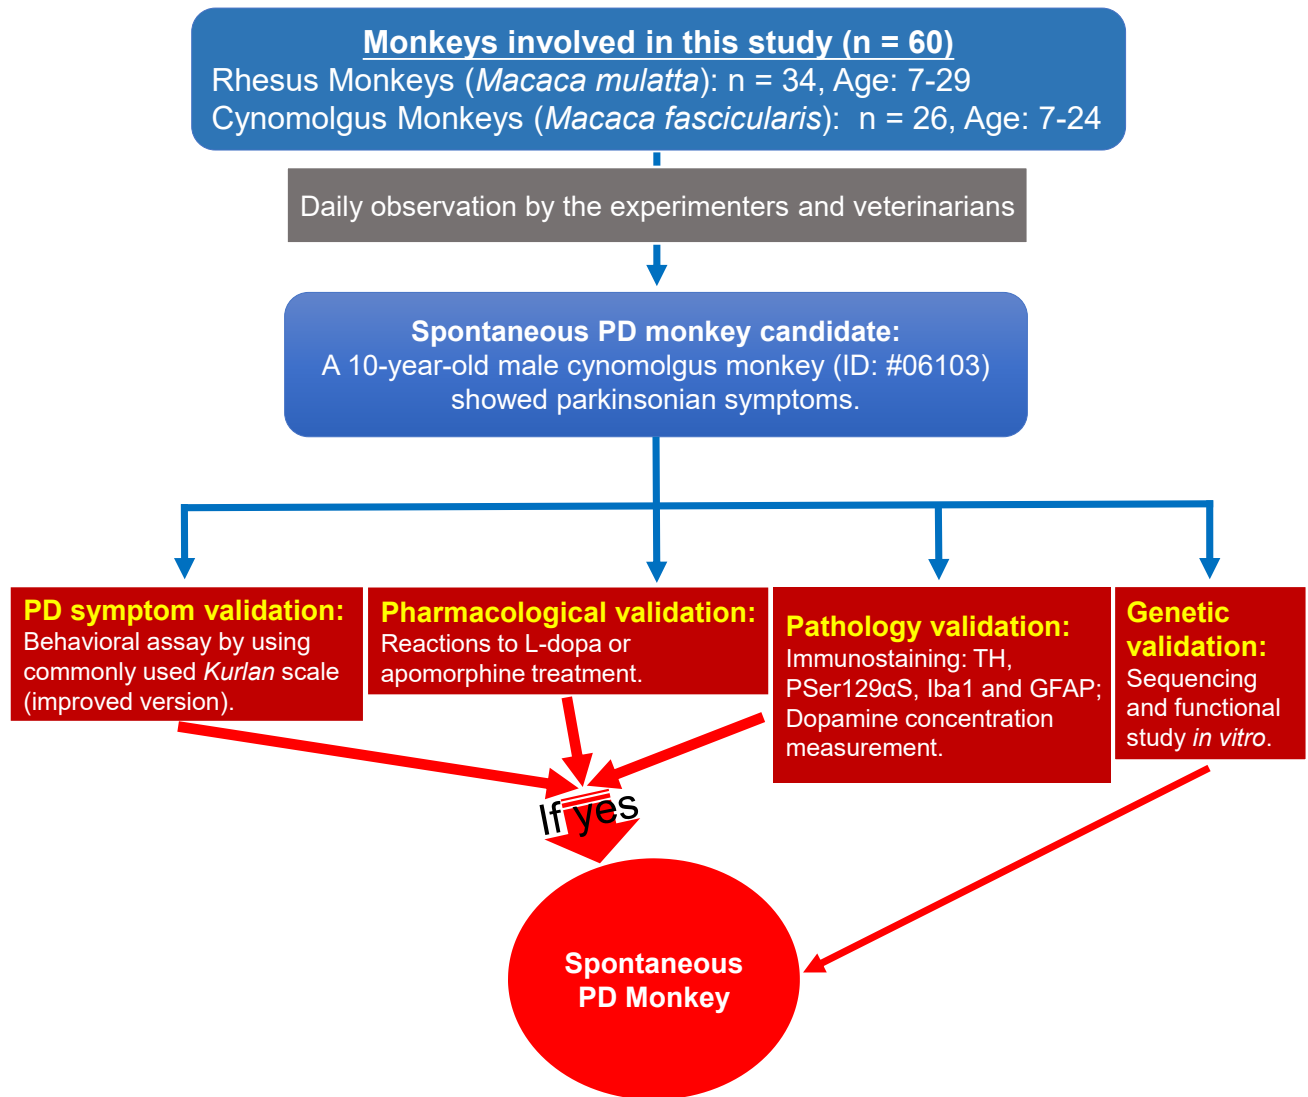 Monkeys involved in this study (n = 60)
Rhesus Monkeys (Macaca mulatta): n = 34, Age: 7-29
Cynomolgus Monkeys (Macaca fascicularis): n = 26, Age: 7-24
Daily observation by the experimenters and veterinarians
Spontaneous PD monkey candidate:
A 10-year-old male cynomolgus monkey (ID: #06103)
showed parkinsonian symptoms.
PD symptom validation:
Behavioral assay by using
commonly used Kurlan scale
(improved version).
Pharmacological validation:
Reactions to L-dopa or
apomorphine treatment.
Pathology validation:
Immunostaining: TH,
PSer129αS, Iba1 and GFAP;
Dopamine concentration
measurement.
Genetic
validation:
Sequencing
and functional
study in vitro.
If yes
Spontaneous
PD Monkey